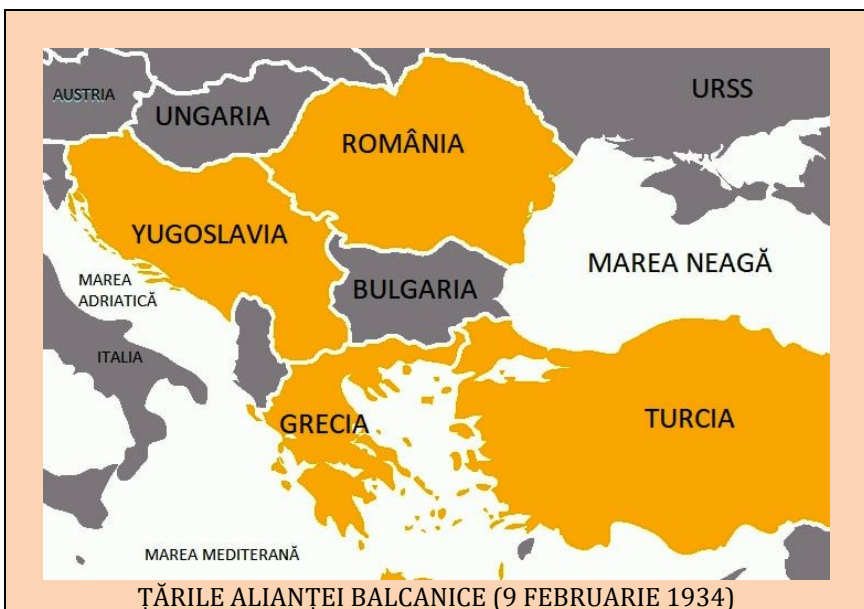 AUSTRIA
UNGARIA
URSS
ROMÂNIA
YUGOSLAVIA
MAREA NEAGĂ
BULGARIA
MAREA
ADRIATICĂ
ITALIA
GRECIA
TURCIA
MAREA MEDITERANĂ
ȚĂRILE ALIANȚEI BALCANICE (9 FEBRUARIE 1934)